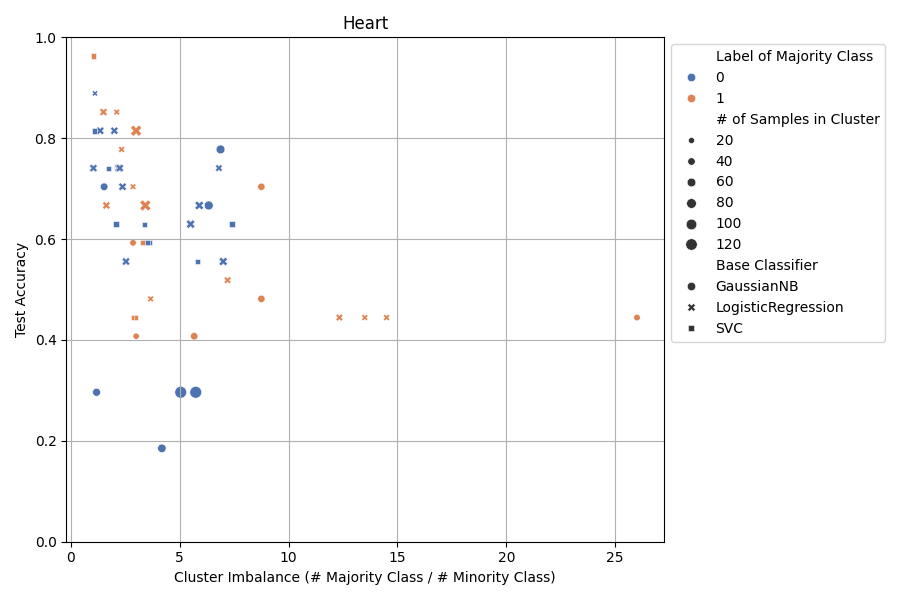 Heart
1.0
0.8
0.6
0.4
0.2
0.0
Test Accuracy
0 5 10 15 20 25
Cluster Imbalance (# Majority Class / # Minority Class)
Label of Majority Class
0
1
# of Samples in Cluster
20
40
60
80
100
120
Base Classifier
GaussianNB
LogisticRegression
SVC